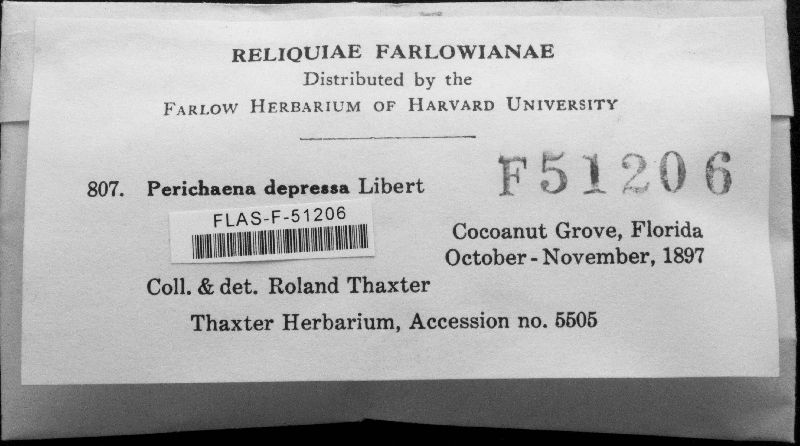 RELIQUIAE FARLOWIANAE
Distributed by the
FARLOW HERBARIUM OF HARVARD UNIVERSITY
F51206
807. Perichaena depressa Libert
FLAS-F-51206
Cocoanut Grove, Florida
October - November, 1897
Coll. & det. Roland Thaxter
Thaxter Herbarium, Accession no. 5505